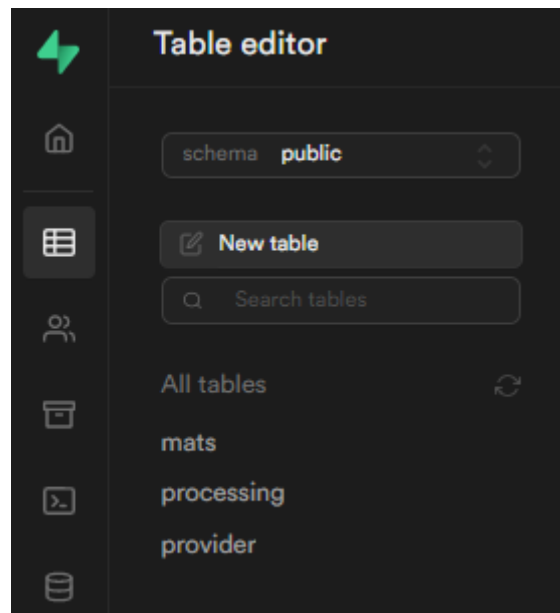 Table editor
schema public
New table
Search tables
All tables
mats
processing
provider